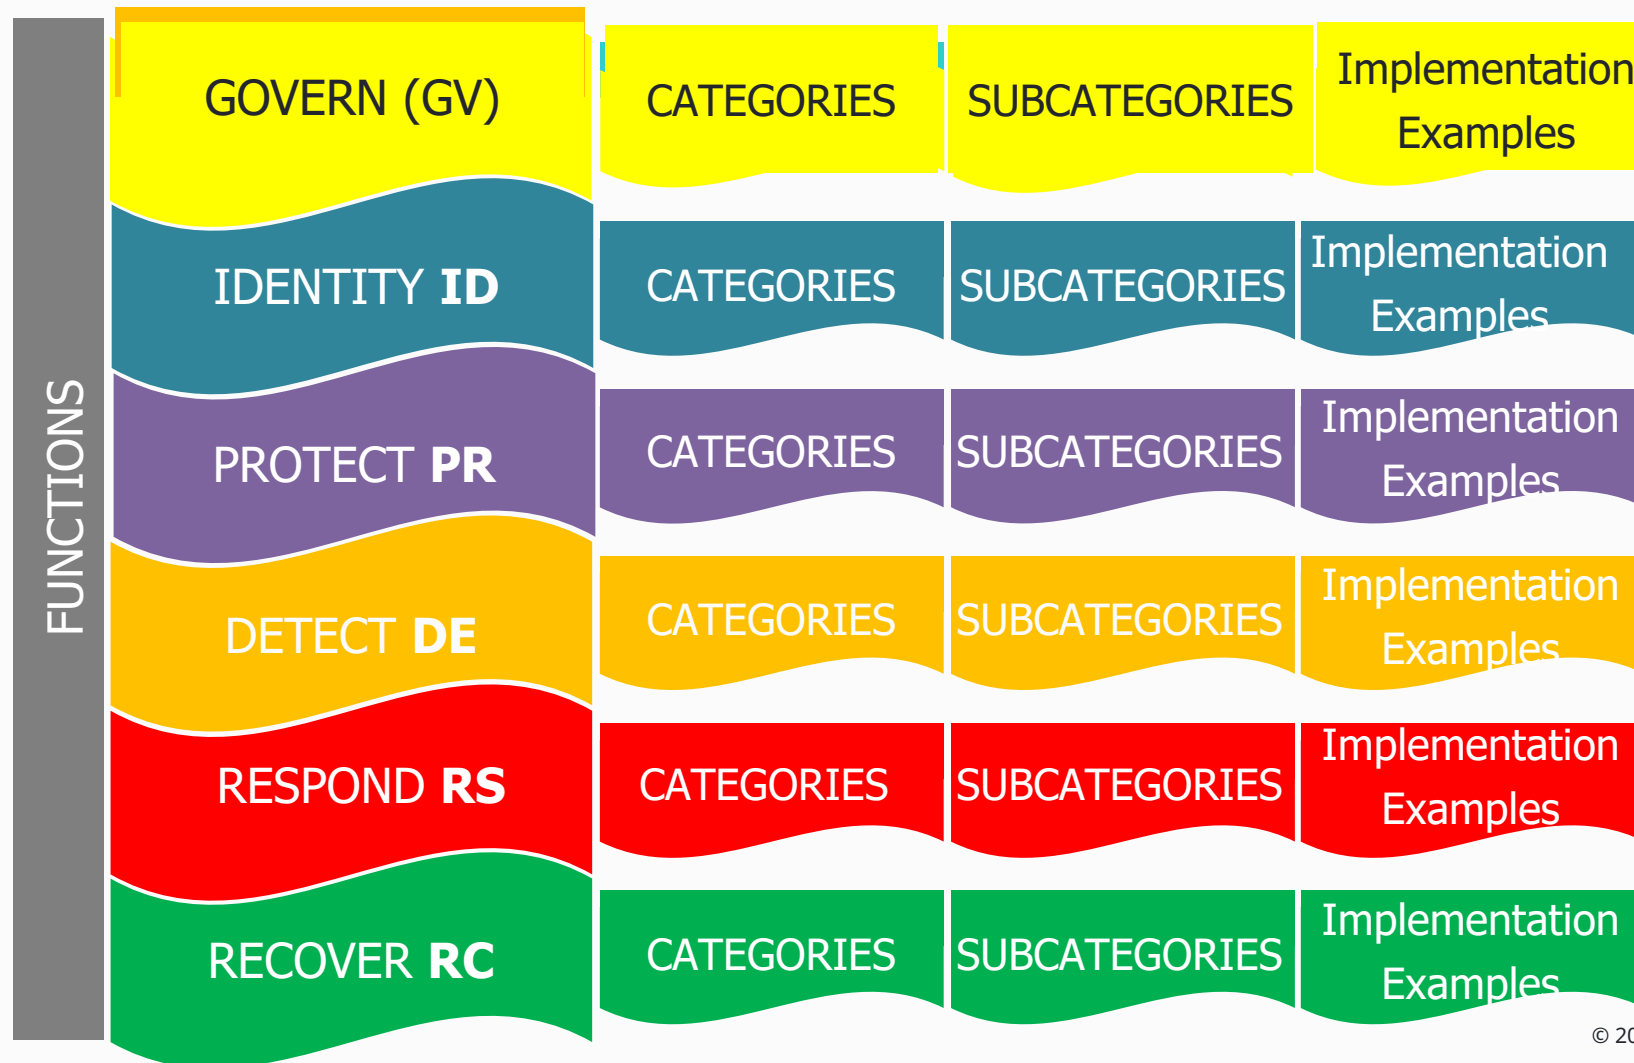 FUNCTIONS
GOVERN (GV)
CATEGORIES
SUBCATEGORIES
Implementation
Examples
IDENTITY ID
CATEGORIES
SUBCATEGORIES
Implementation
Examples
PROTECT PR
CATEGORIES
SUBCATEGORIES
Implementation
Examples
DETECT DE
CATEGORIES
SUBCATEGORIES
Implementation
Examples
RESPOND RS
CATEGORIES
SUBCATEGORIES
Implementation
Examples
RECOVER RC
CATEGORIES
SUBCATEGORIES
Implementation
Examples
© 20